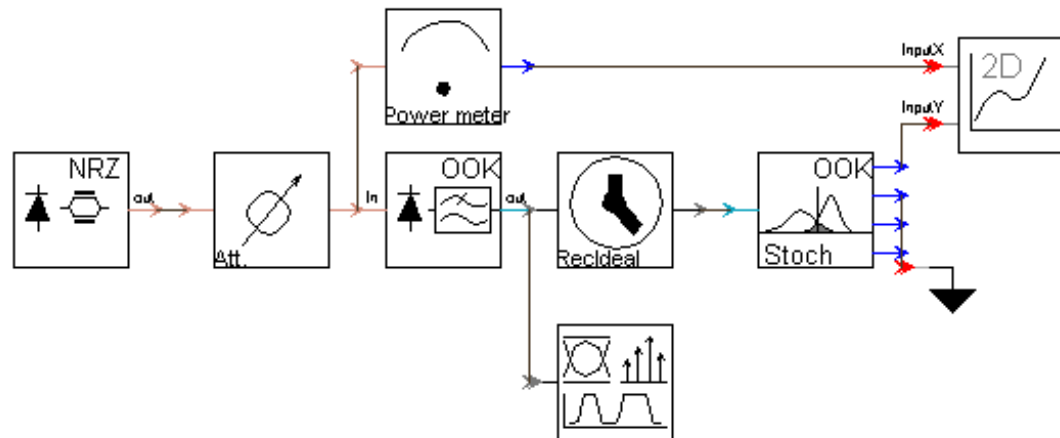 InputX
2D
Power meter
InputY
NRZ
out
Att.
In
OOK
out
RecIdeal
OOK
Stoch